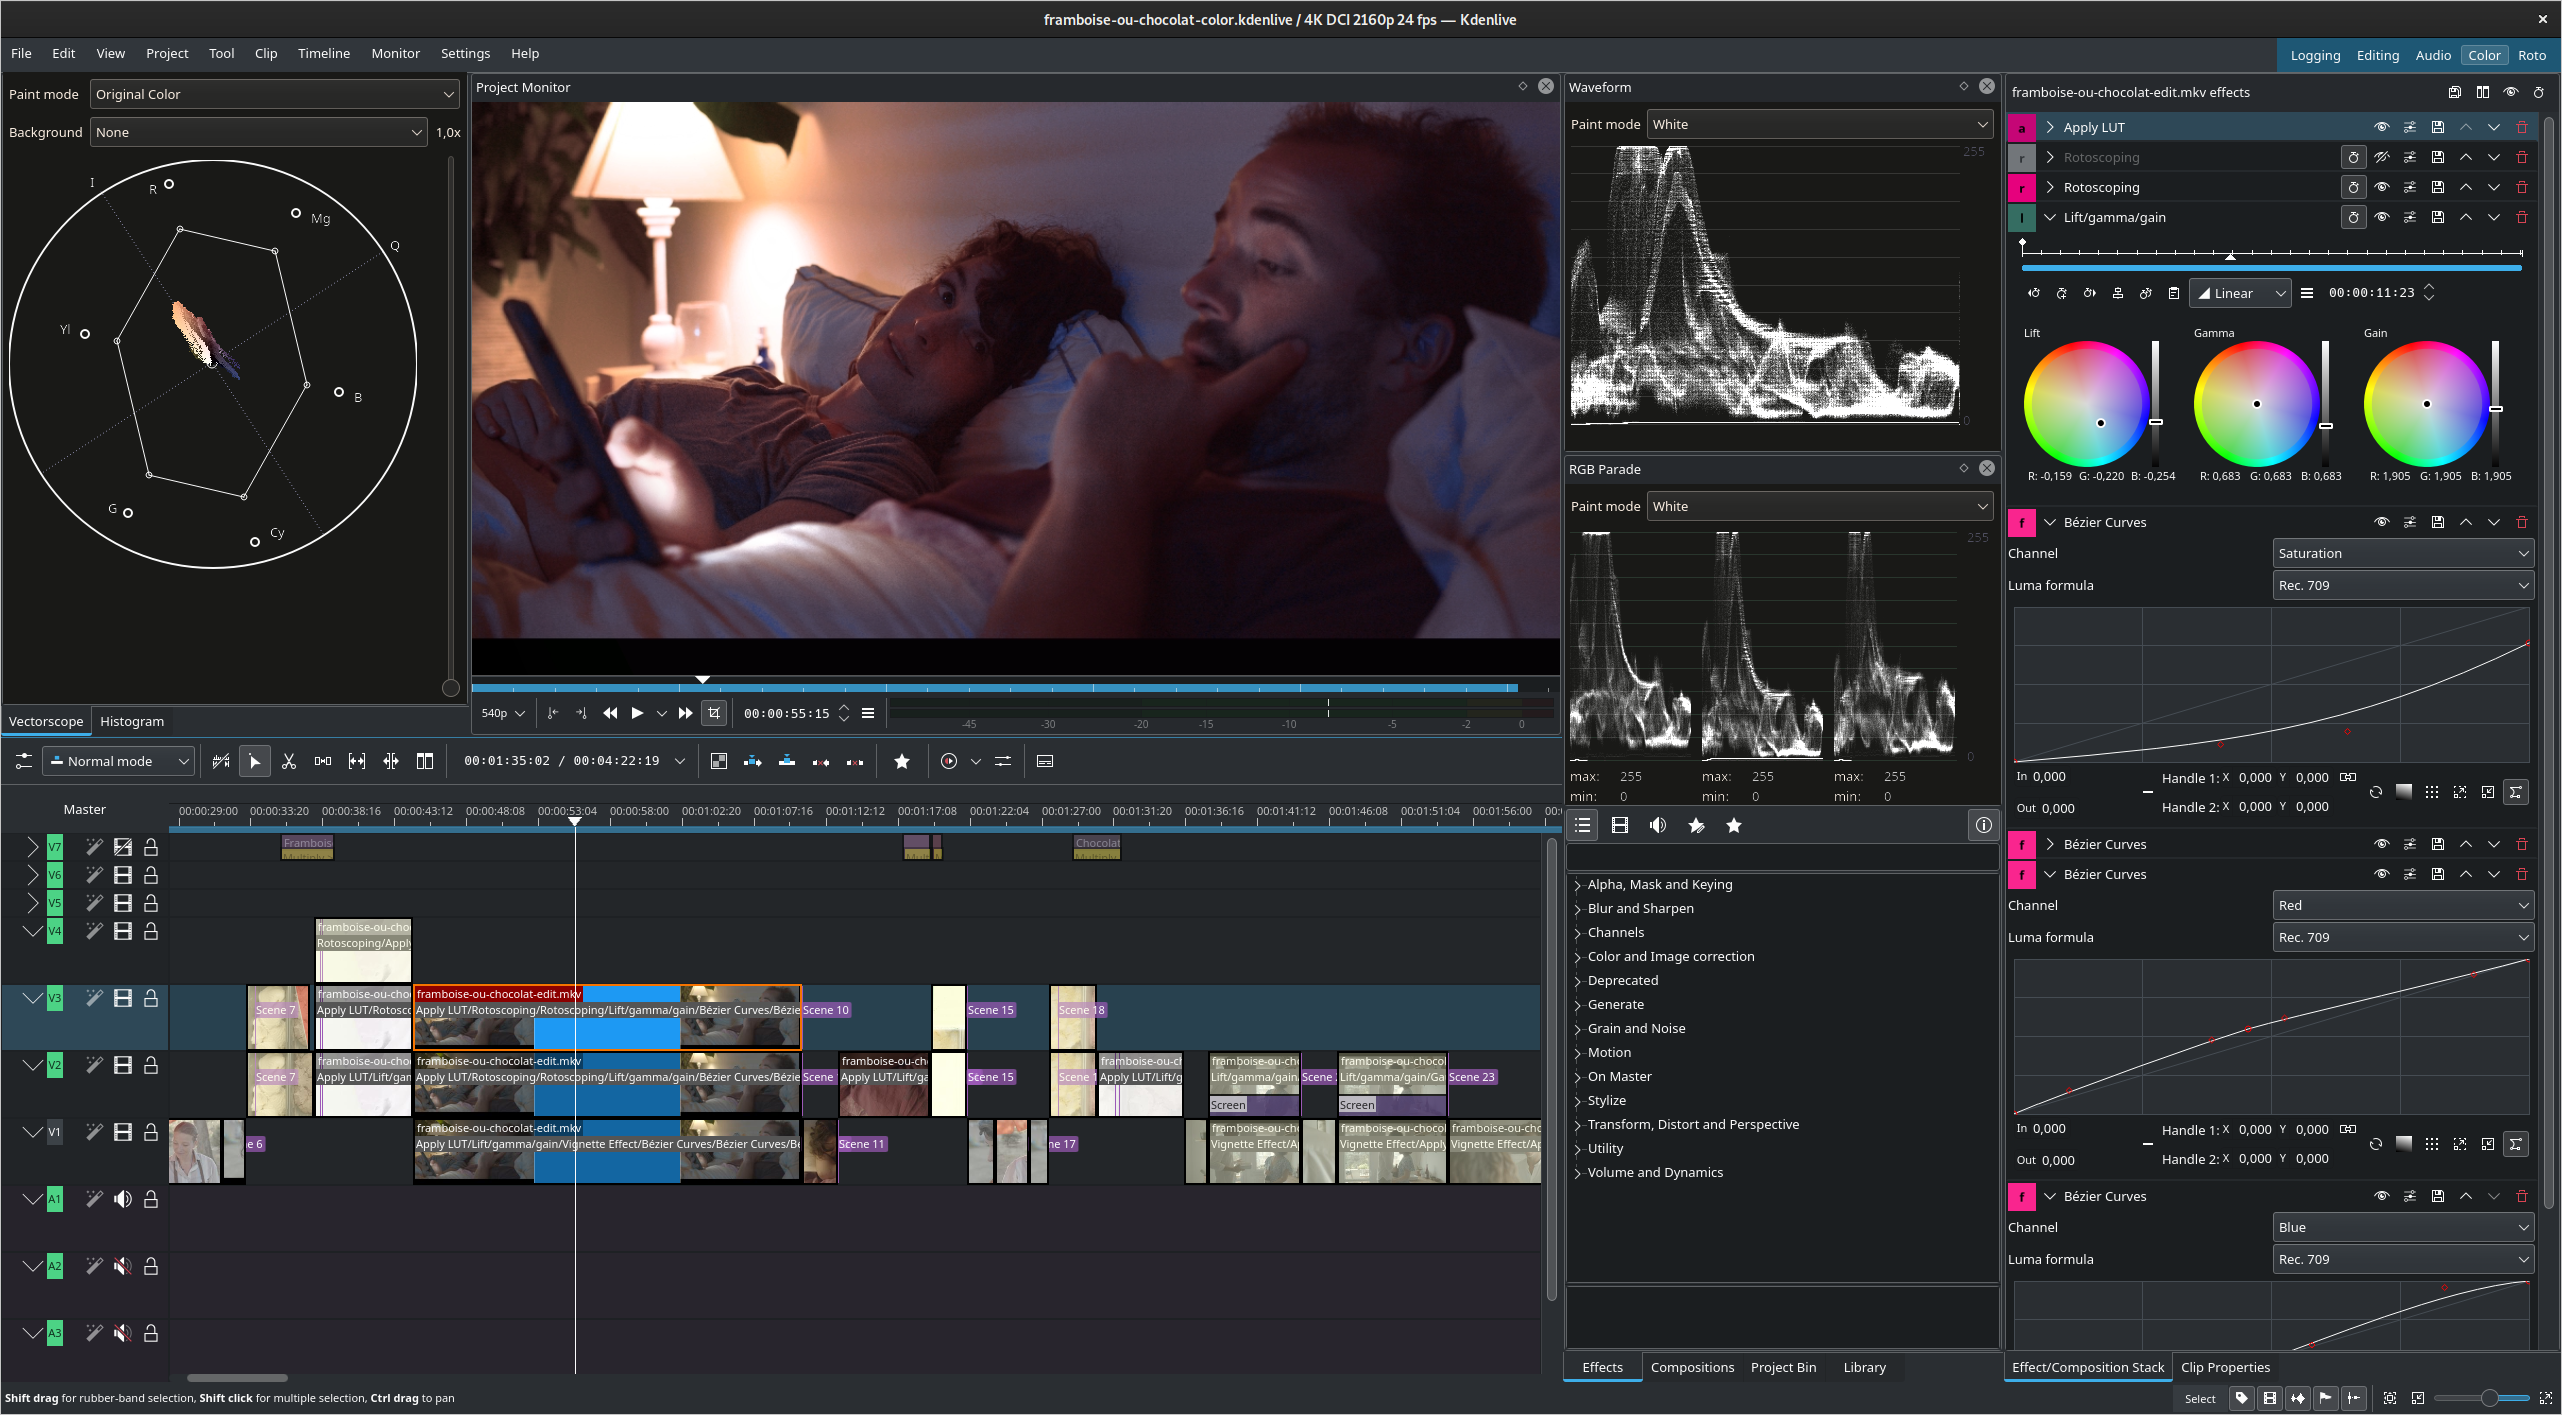 framboise-ou-chocolat-color.kdenlive / 4K DCI 2160p 24 fps — Kdenlive
File Edit View Project Tool Clip Timeline Monitor Settings Help
Logging Editing Audio Color Roto
Paint mode Original Color
Background None 1,0x
I
R
Mg
Q
Yl
B
G
Cy
Vectorscope Histogram
Project Monitor
540p 00:00:55:15
-45 -30 -20 -15 -10 -5 -2 0
Waveform
Paint mode White
255
0
RGB Parade
Paint mode White
255
0
max: 255 max: 255 max: 255
min: 0 min: 0 min: 0
framboise-ou-chocolat-edit.mkv effects
a Apply LUT
r Rotoscoping
r Rotoscoping
l Lift/gamma/gain
Linear 00:00:11:23
Lift Gamma Gain
R: -0,159 G: -0,220 B: -0,254 R: 0,683 G: 0,683 B: 0,683 R: 1,905 G: 1,905 B: 1,905
f Bézier Curves
Channel Saturation
Luma formula Rec. 709
In 0,000 Handle 1: X 0,000 Y 0,000
Out 0,000 Handle 2: X 0,000 Y 0,000
f Bézier Curves
f Bézier Curves
Channel Red
Luma formula Rec. 709
In 0,000 Handle 1: X 0,000 Y 0,000
Out 0,000 Handle 2: X 0,000 Y 0,000
f Bézier Curves
Channel Blue
Luma formula Rec. 709
Effect/Composition Stack Clip Properties
Normal mode 00:01:35:02 / 00:04:22:19
Master
00:00:29:00 00:00:33:20 00:00:38:16 00:00:43:12 00:00:48:08 00:00:53:04 00:00:58:00 00:01:02:20 00:01:07:16 00:01:12:12 00:01:17:08 00:01:22:04 00:01:27:00 00:01:31:20 00:01:36:16 00:01:41:12 00:01:46:08 00:01:51:04 00:01:56:00 00:0
V7 Frambois Chocolat
V6
V5
V4 framboise-ou-cho
Rotoscoping/Apply
V3 framboise-ou-cho framboise-ou-chocolat-edit.mkv
Scene 7 Apply LUT/Rotosc Apply LUT/Rotoscoping/Rotoscoping/Lift/gamma/gain/Bézier Curves/Bézie Scene 10 Scene 15 Scene 18
V2 framboise-ou-cho framboise-ou-chocolat-edit.mkv framboise-ou-ch framboise-ou-cl framboise-ou-cho framboise-ou-chocol
Scene 7 Apply LUT/Lift/gan Apply LUT/Rotoscoping/Rotoscoping/Lift/gamma/gain/Bézier Curves/Bézie Scene Apply LUT/Lift/ga Scene 15 Scene 1 Apply LUT/Lift/g Lift/gamma/gain Scene Lift/gamma/gain/Ga Scene 23
Screen Screen
V1 framboise-ou-chocolat-edit.mkv framboise-ou-cho framboise-ou-chocol framboise-ou-cho
e 6 Apply LUT/Lift/gamma/gain/Vignette Effect/Bézier Curves/Bézier Curves/Be Scene 11 ne 17 Vignette Effect/Ap Vignette Effect/Apply Vignette Effect/Ap
A1
A2
A3
Alpha, Mask and Keying
Blur and Sharpen
Channels
Color and Image correction
Deprecated
Generate
Grain and Noise
Motion
On Master
Stylize
Transform, Distort and Perspective
Utility
Volume and Dynamics
Effects Compositions Project Bin Library
Shift drag for rubber-band selection, Shift click for multiple selection, Ctrl drag to pan
Select